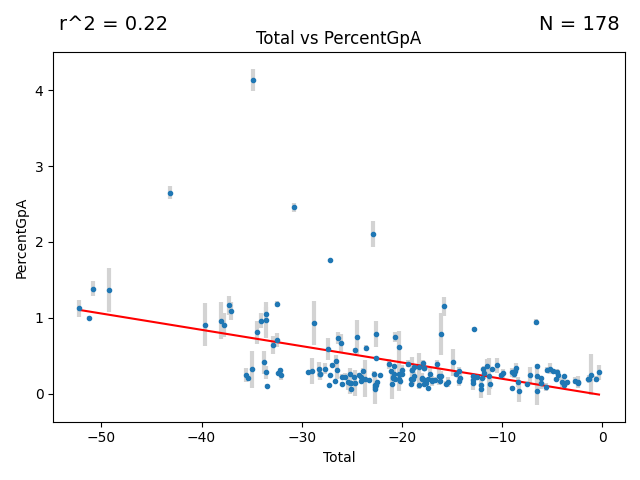 r^2 = 0.22
N = 178
Total vs PercentGpA
4
3
2
1
0
PercentGpA
−50
−40
−30
−20
−10
0
Total